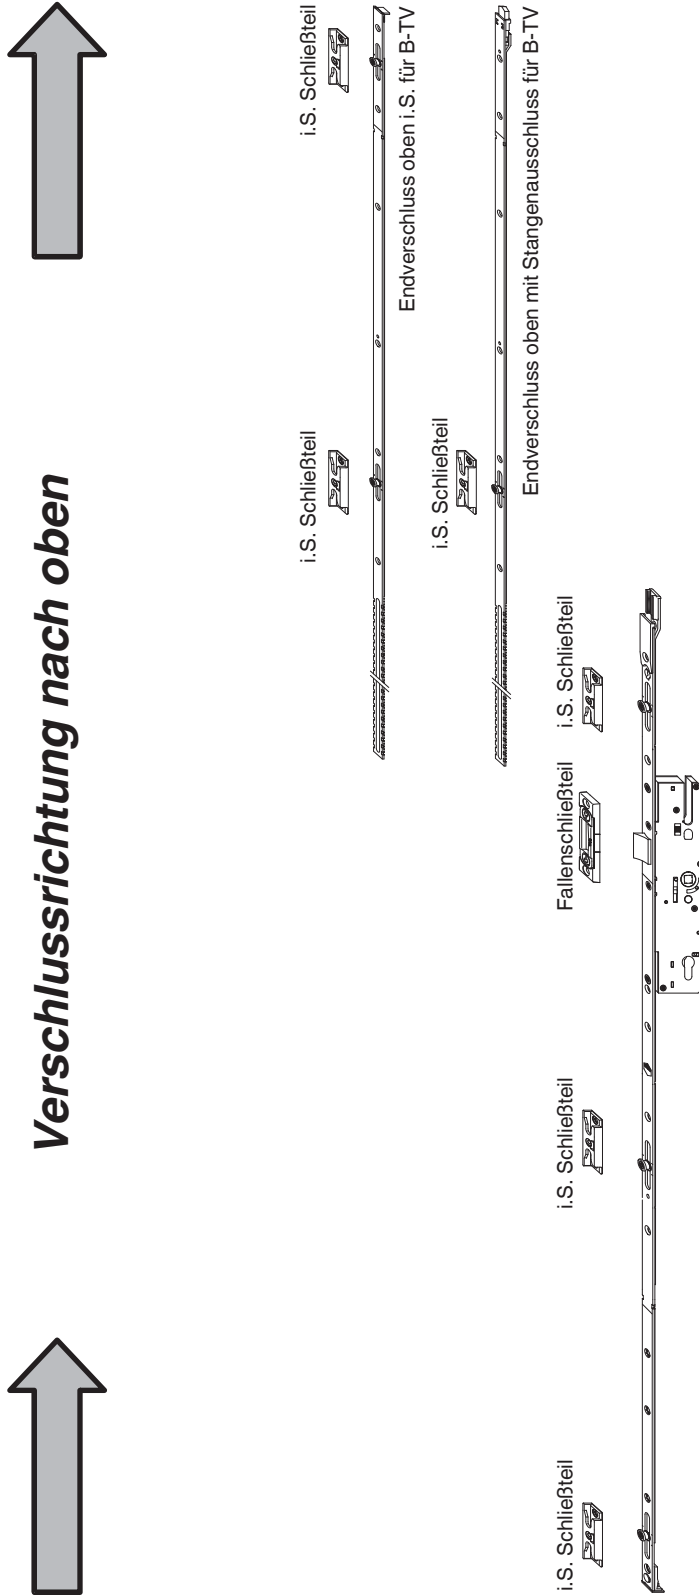 Verschlussrichtung nach oben
i.S. Schließteil
i.S. Schließteil
Endverschluss oben i.S. für B-TV
i.S. Schließteil
Endverschluss oben mit Stangenausschluss für B-TV
i.S. Schließteil
Fallenschließteil
i.S. Schließteil
i.S. Schließteil